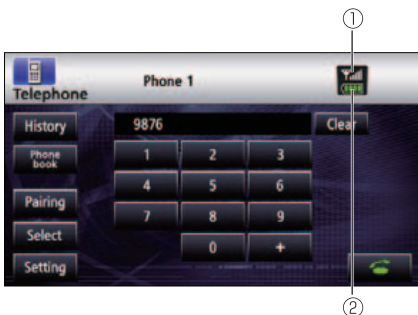 ①
Telephone
Phone 1
History
9876
Clear
Phone
book
1 2 3
4 5 6
Pairing
7 8 9
Select
0 +
Setting
②